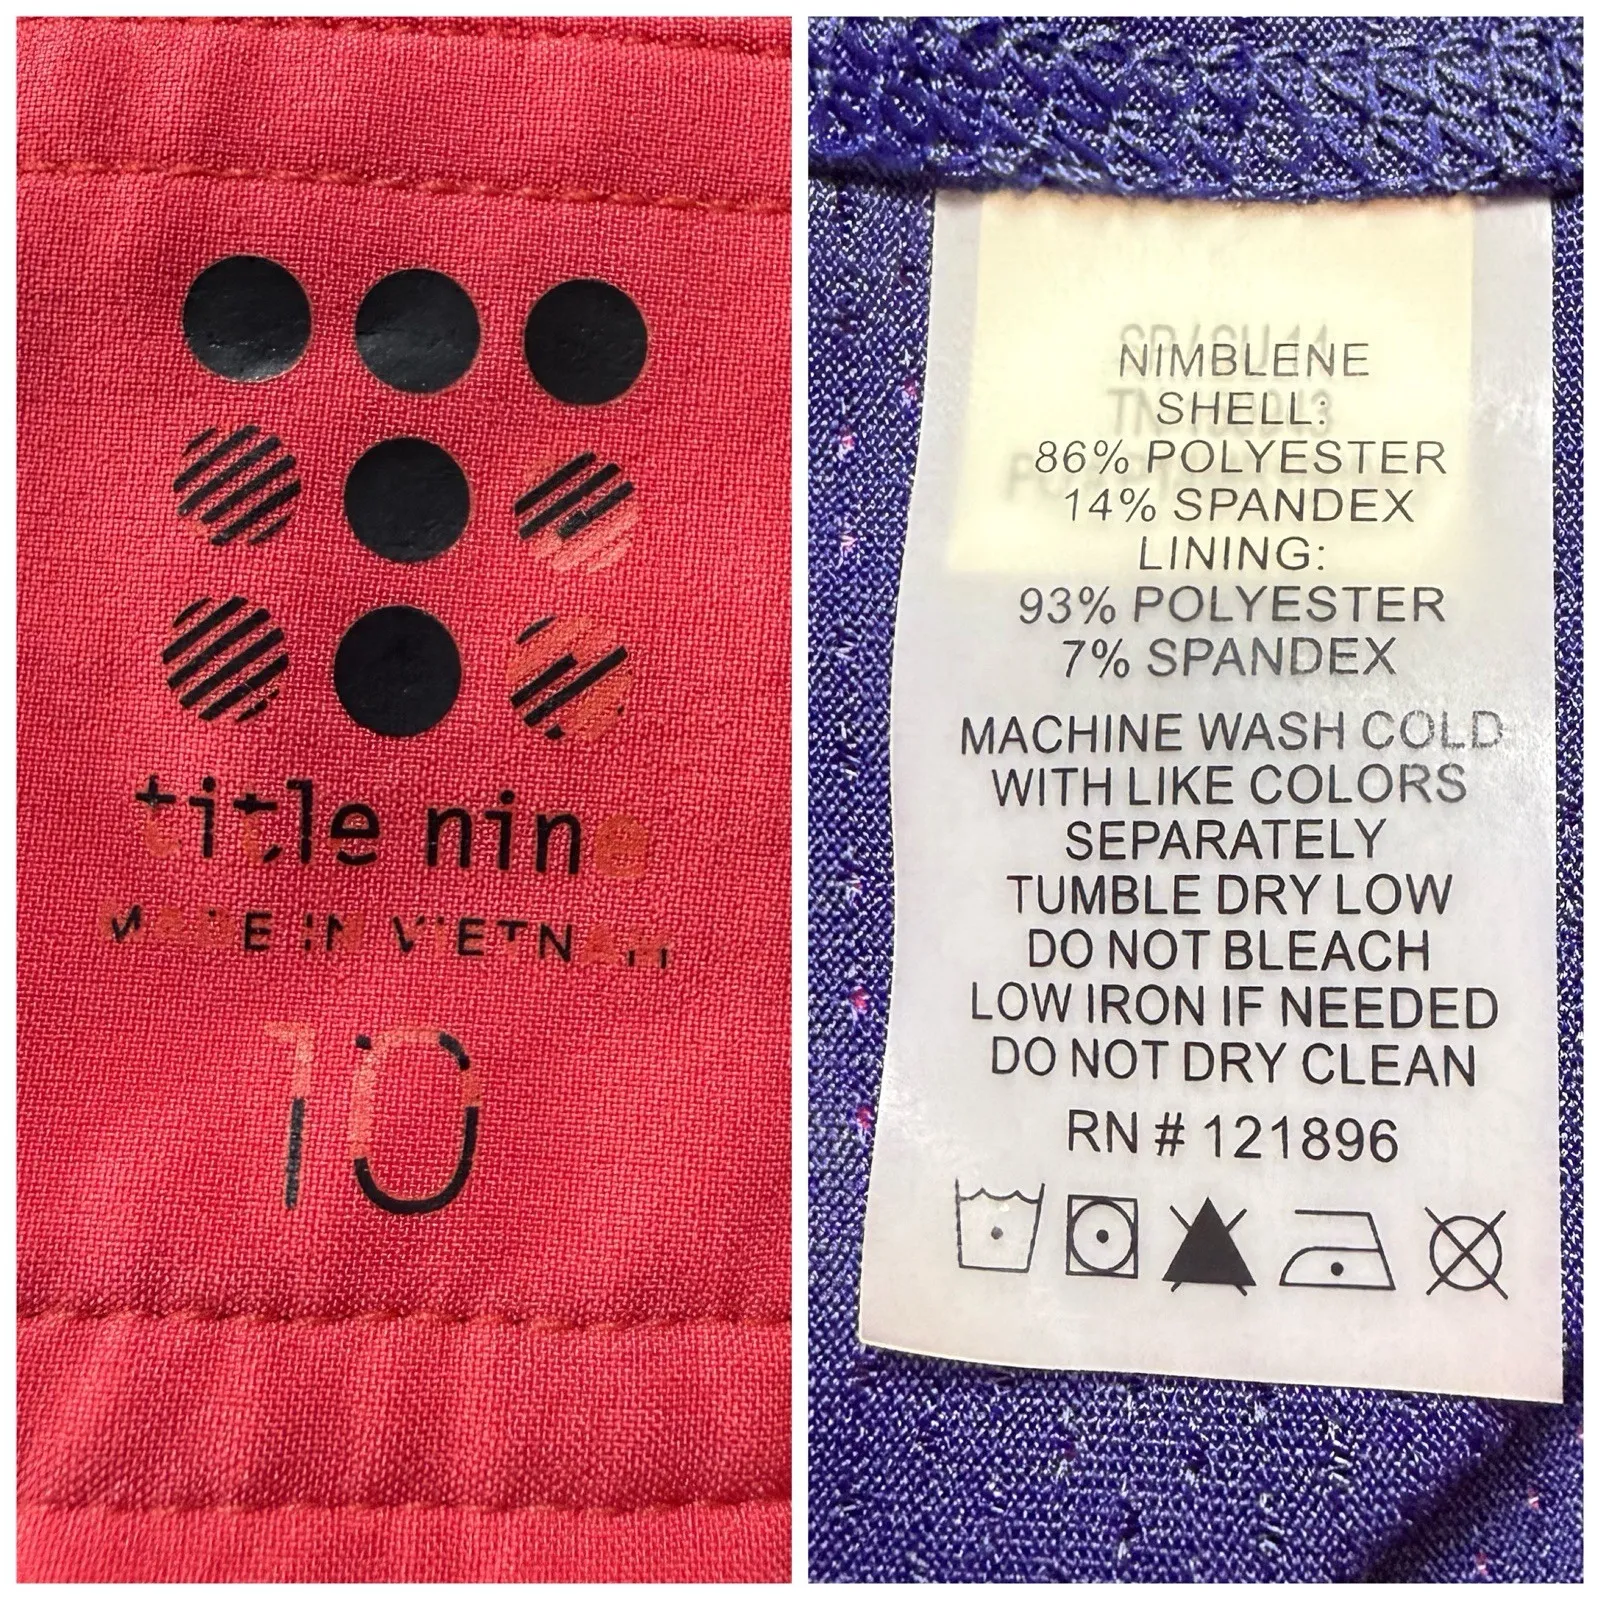 title nine
MADE IN VIETNAM
10
NIMBLENE
SHELL:
86% POLYESTER
14% SPANDEX
LINING:
93% POLYESTER
7% SPANDEX
MACHINE WASH COLD
WITH LIKE COLORS
SEPARATELY
TUMBLE DRY LOW
DO NOT BLEACH
LOW IRON IF NEEDED
DO NOT DRY CLEAN
RN # 121896